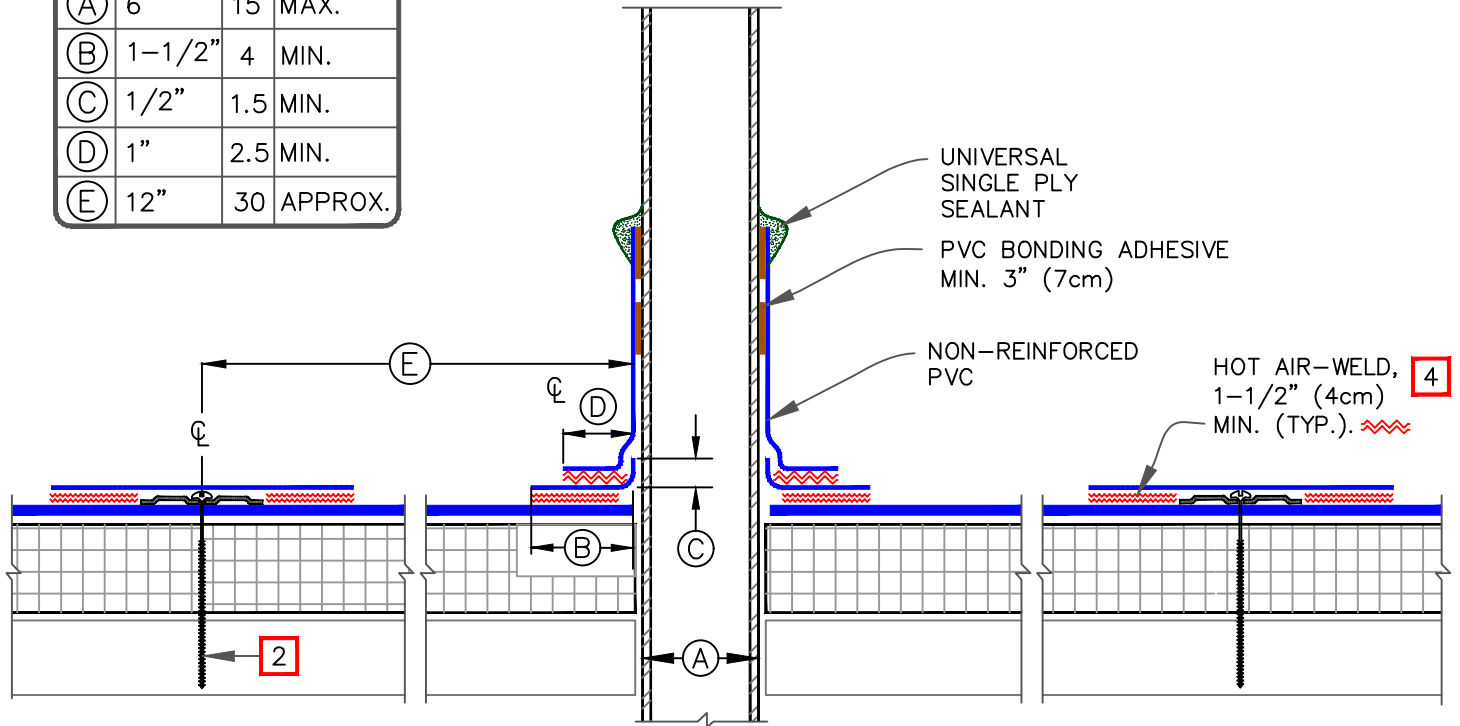 A 6 15 MAX.
B 1-1/2" 4 MIN.
C 1/2" 1.5 MIN.
D 1" 2.5 MIN.
E 12" 30 APPROX.
UNIVERSAL
SINGLE PLY
SEALANT
PVC BONDING ADHESIVE
MIN. 3" (7cm)
NON-REINFORCED
PVC
HOT AIR-WELD, 4
1-1/2" (4cm)
MIN. (TYP.).
E
℄
D
℄
B
C
2
A